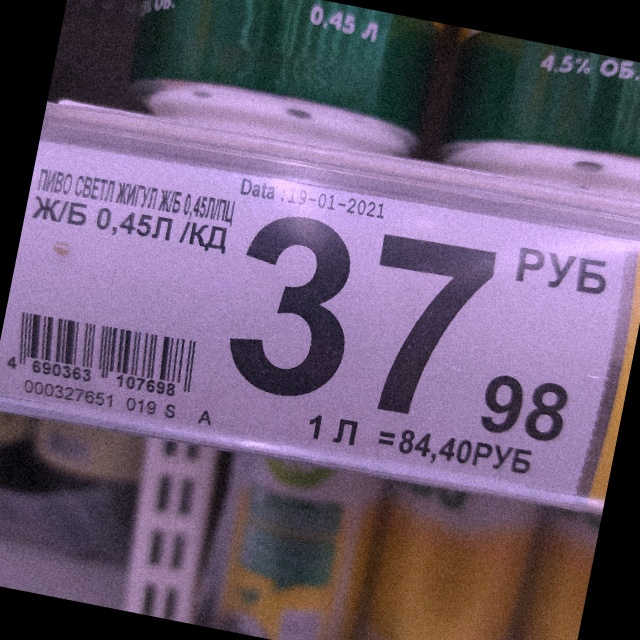 0.45 Л
4.5% ОБ.
ПИВО СВЕТЛ ЖИГУЛ Ж/Б 0,45Л/ПЦ
Ж/Б 0,45Л /КД
Data :19-01-2021
37 98 РУБ
4 690363 107698
000327651 019 S A
1 Л =84,40РУБ